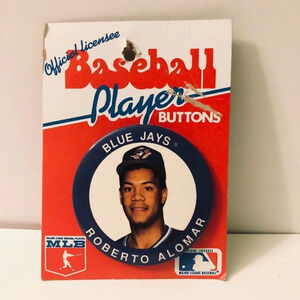 Official Licensee
Baseball
Player
BUTTONS
BLUE JAYS
ROBERTO ALOMAR
MLB
MAJOR LEAGUE BASEBALL